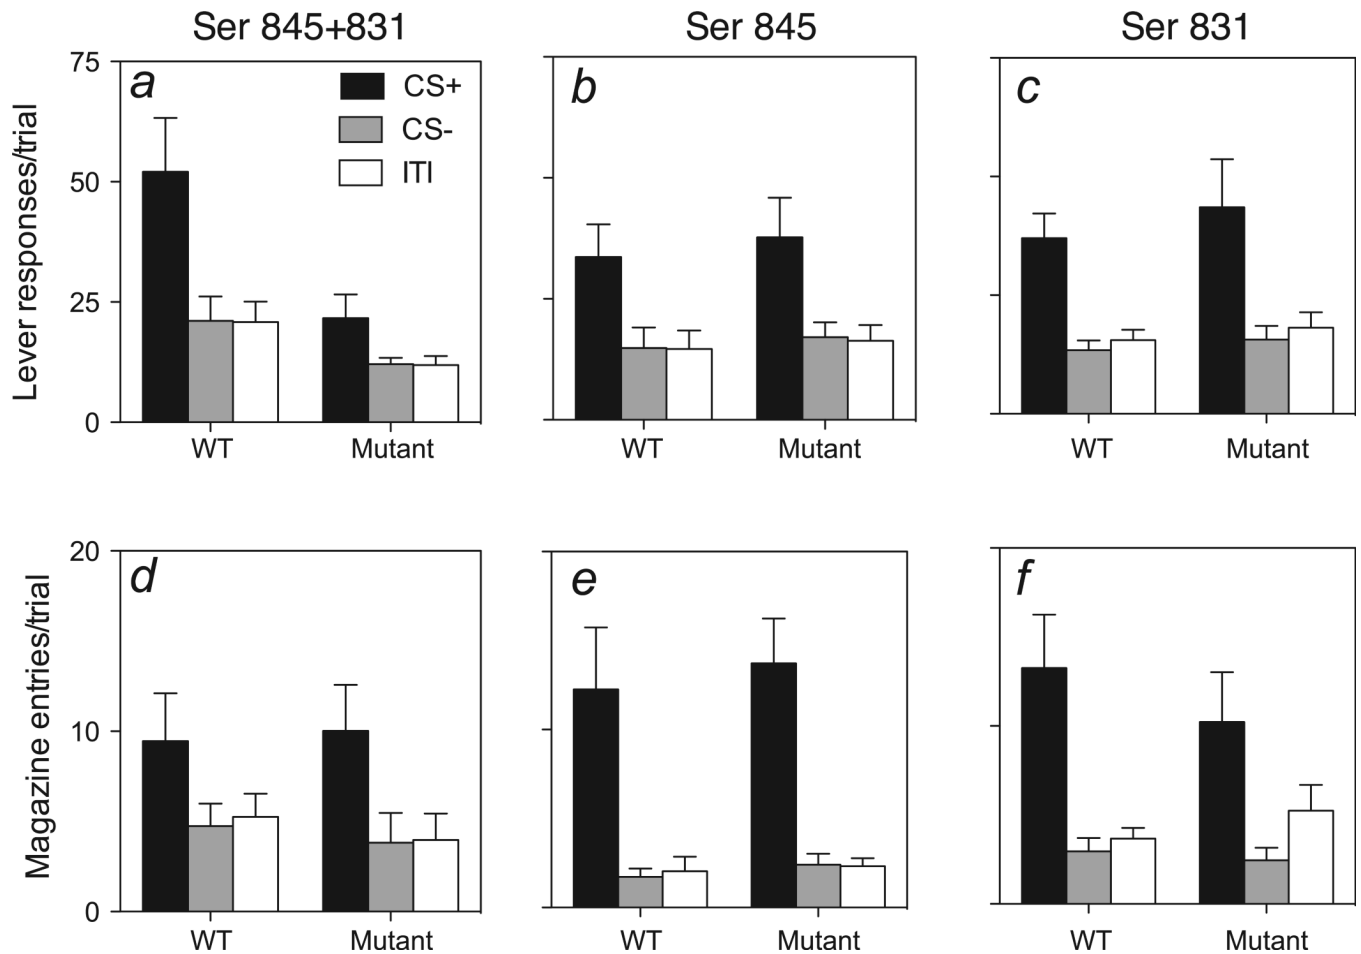 Ser 845+831
Ser 845
Ser 831
Lever responses/trial
75
50
25
0
a
CS+
CS-
ITI
WT
Mutant
b
WT
Mutant
c
WT
Mutant
Magazine entries/trial
20
10
0
d
WT
Mutant
e
WT
Mutant
f
WT
Mutant